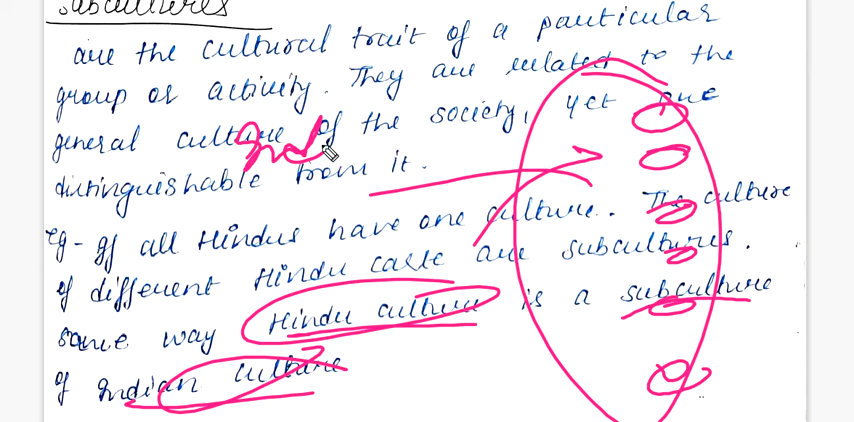 Subcultures
are the cultural trait of a particular
group or activity. They are related to the
general culture of the society, yet are
distinguishable from it.
eg - If all Hindus have one culture. The culture
of different Hindu caste are subcultures.
same way Hindu culture is a subculture
of Indian culture